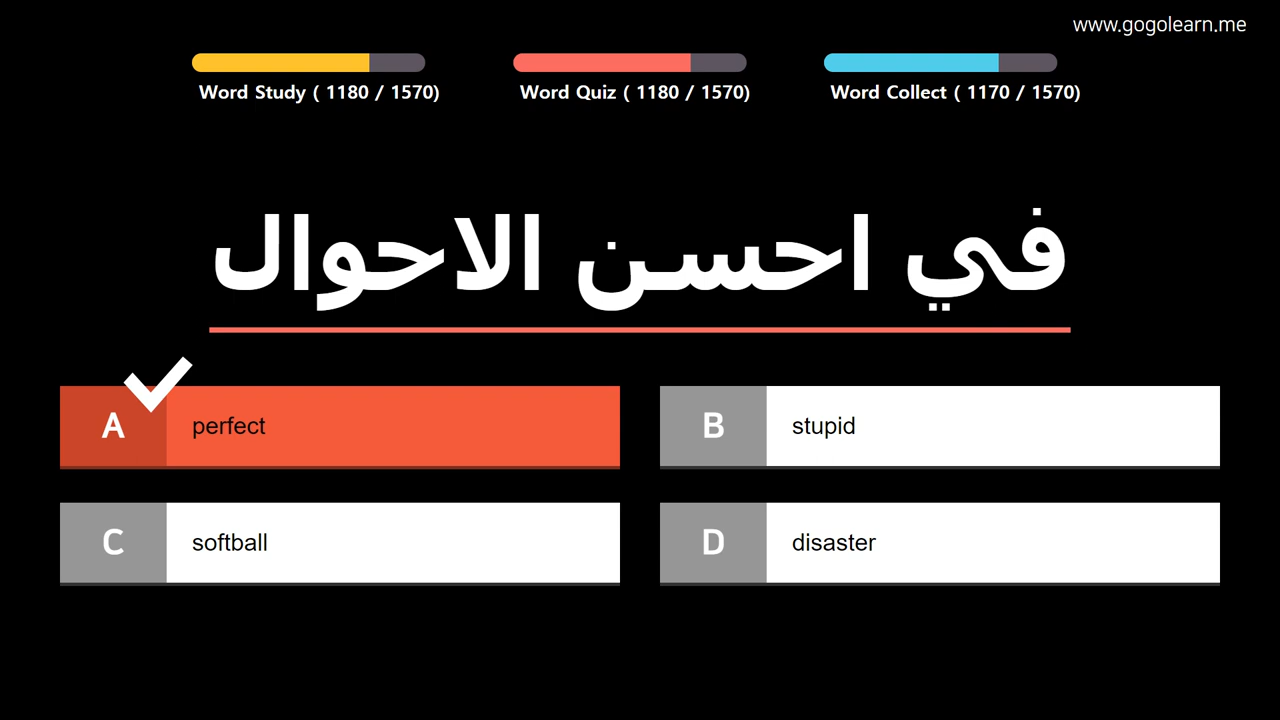 www.gogolearn.me
Word Study ( 1180 / 1570)
Word Quiz ( 1180 / 1570)
Word Collect ( 1170 / 1570)
في احسن الاحوال
A perfect
B stupid
C softball
D disaster